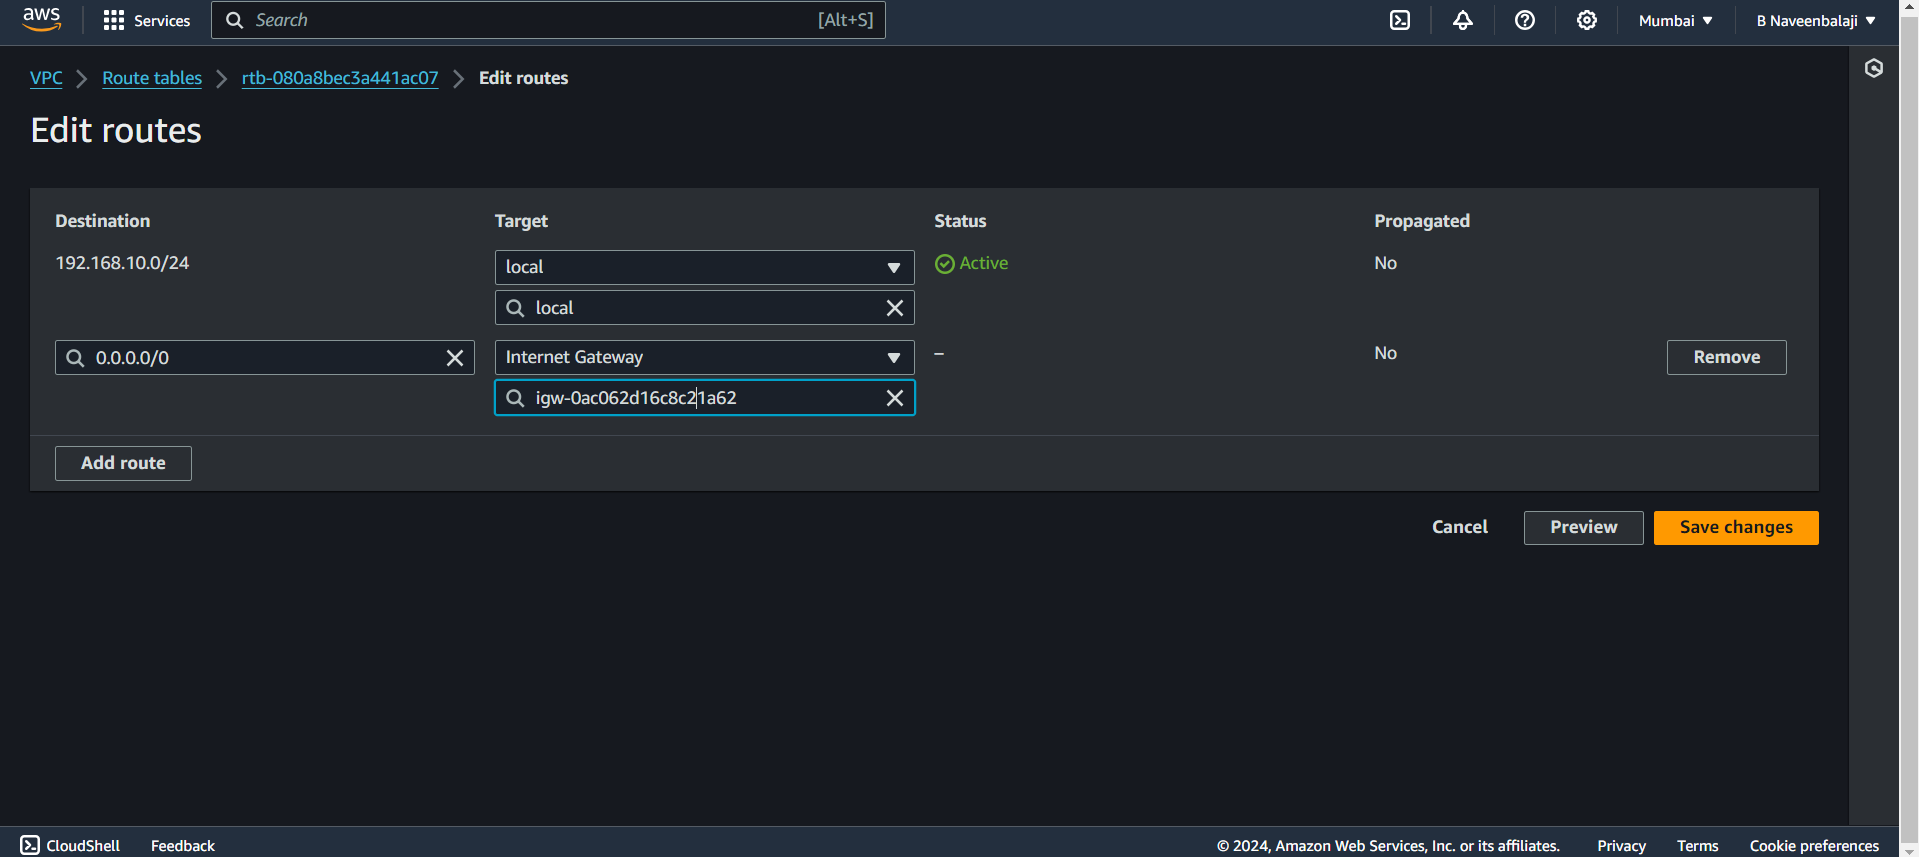 aws Services Search [Alt+S] Mumbai B Naveenbalaji
VPC Route tables rtb-080a8bec3a441ac07 Edit routes
Edit routes
Destination Target Status Propagated
192.168.10.0/24 local Active No
local
0.0.0.0/0 Internet Gateway – No Remove
igw-0ac062d16c8c21a62
Add route
Cancel Preview Save changes
CloudShell Feedback © 2024, Amazon Web Services, Inc. or its affiliates. Privacy Terms Cookie preferences